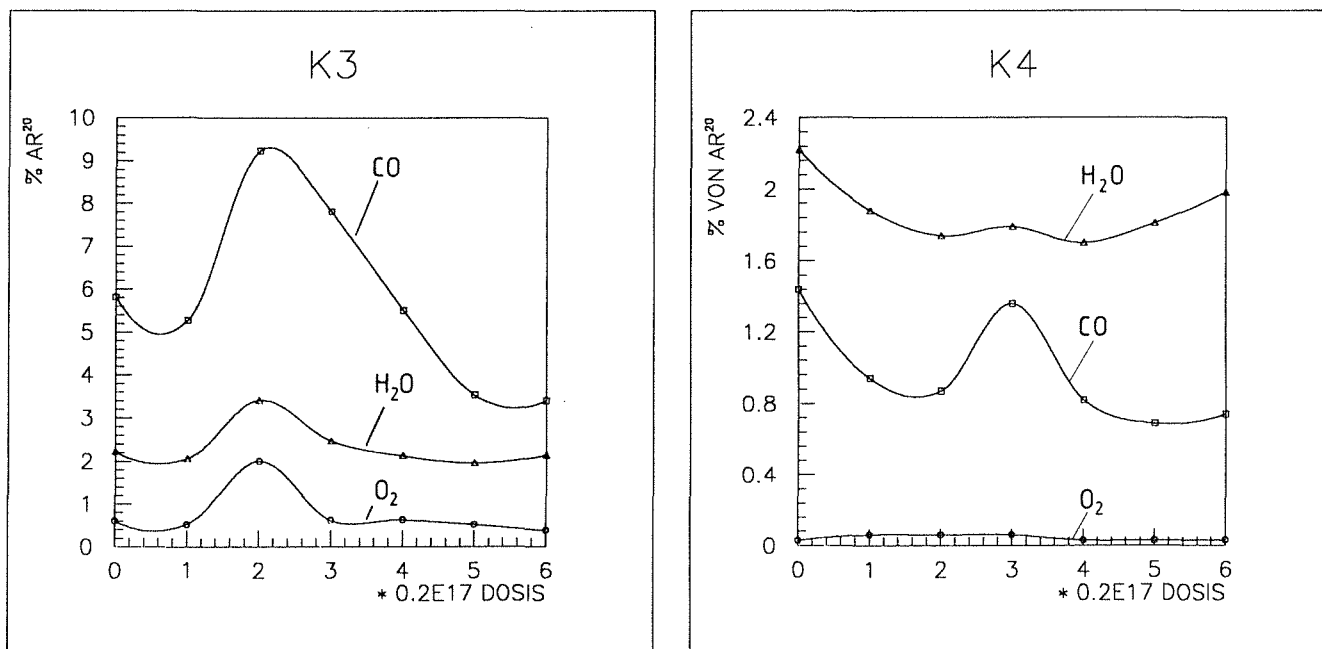 K3
% AR²⁰
10
9
8
7
6
5
4
3
2
1
0
CO
H₂O
O₂
0 1 2 3 4 5 6
* 0.2E17 DOSIS
K4
% VON AR²⁰
2.4
2
1.6
1.2
0.8
0.4
0
H₂O
CO
O₂
0 1 2 3 4 5 6
* 0.2E17 DOSIS